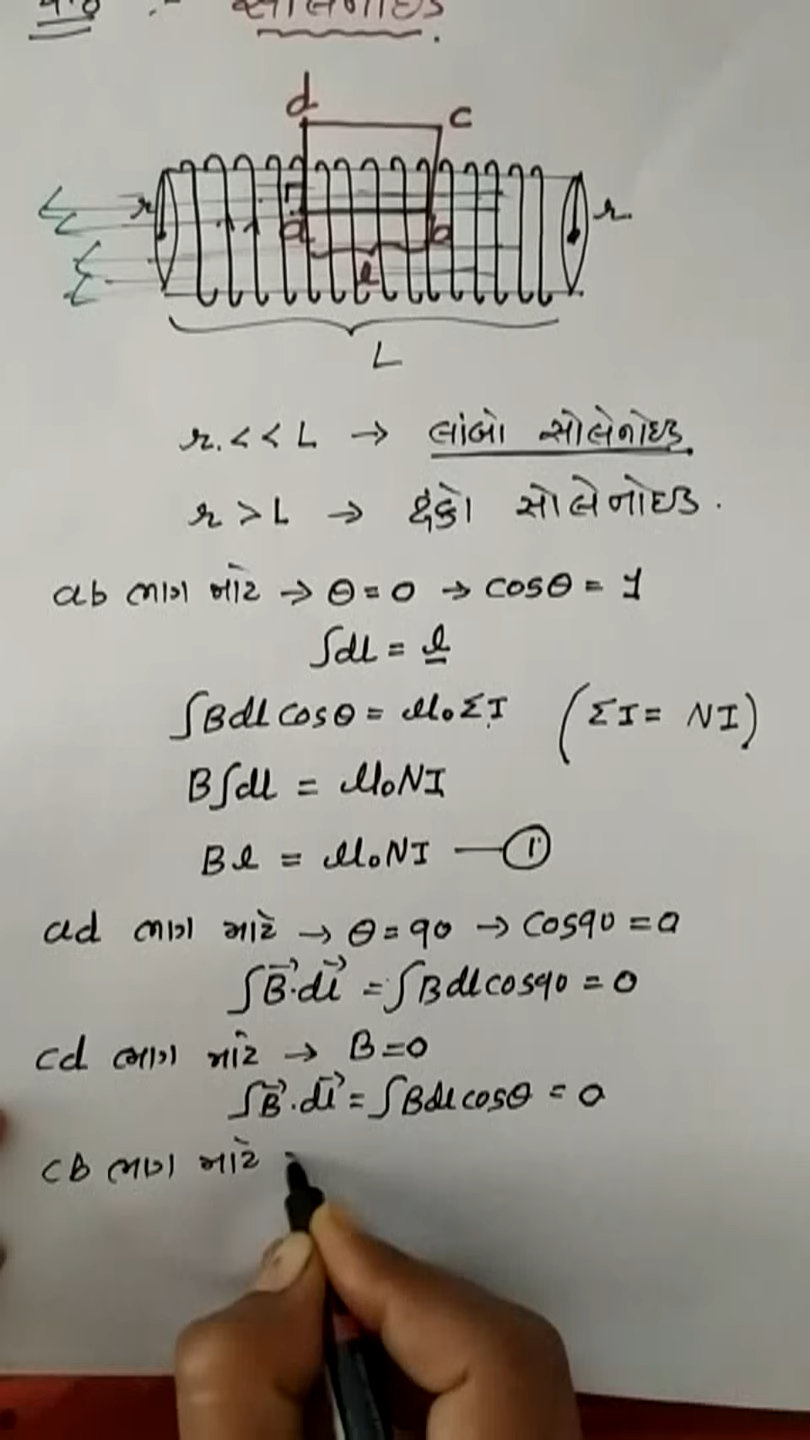 સોલેનોઇડ.
d c
r r
a b
l
L
r << L → લાંબો સોલેનોઇડ.
r > L → ટૂંકો સોલેનોઇડ.
ab ભાગ માટે → θ = 0 → cosθ = 1
∫dl = l
∫Bdl cosθ = μ₀ΣI (ΣI = NI)
B∫dl = μ₀NI
Bl = μ₀NI — ①
ad ભાગ માટે → θ = 90 → cos90 = 0
∫B⃗·dl⃗ = ∫Bdl cos90 = 0
cd ભાગ માટે → B = 0
∫B⃗·dl⃗ = ∫Bdl cosθ = 0
cb ભાગ માટે